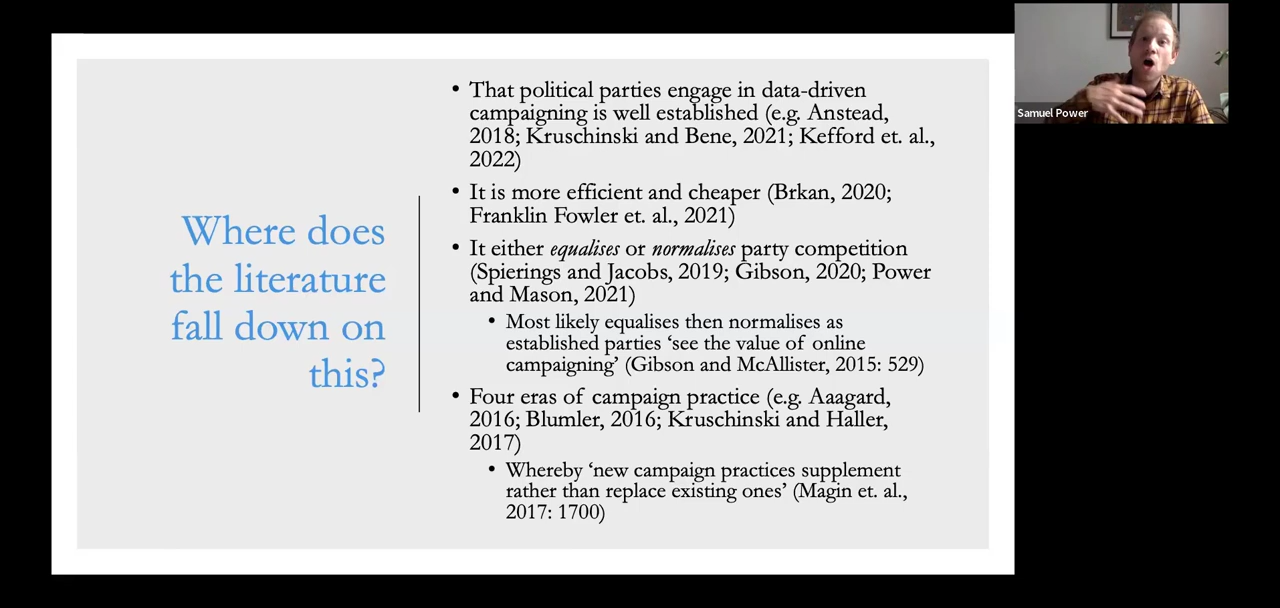 Where does
the literature
fall down on
this?
• That political parties engage in data-driven
campaigning is well established (e.g. Anstead,
2018; Kruschinski and Bene, 2021; Kefford et. al.,
2022)
• It is more efficient and cheaper (Brkan, 2020;
Franklin Fowler et. al., 2021)
• It either equalises or normalises party competition
(Spierings and Jacobs, 2019; Gibson, 2020; Power
and Mason, 2021)
• Most likely equalises then normalises as
established parties ‘see the value of online
campaigning’ (Gibson and McAllister, 2015: 529)
• Four eras of campaign practice (e.g. Aaagard,
2016; Blumler, 2016; Kruschinski and Haller,
2017)
• Whereby ‘new campaign practices supplement
rather than replace existing ones’ (Magin et. al.,
2017: 1700)
Samuel Power